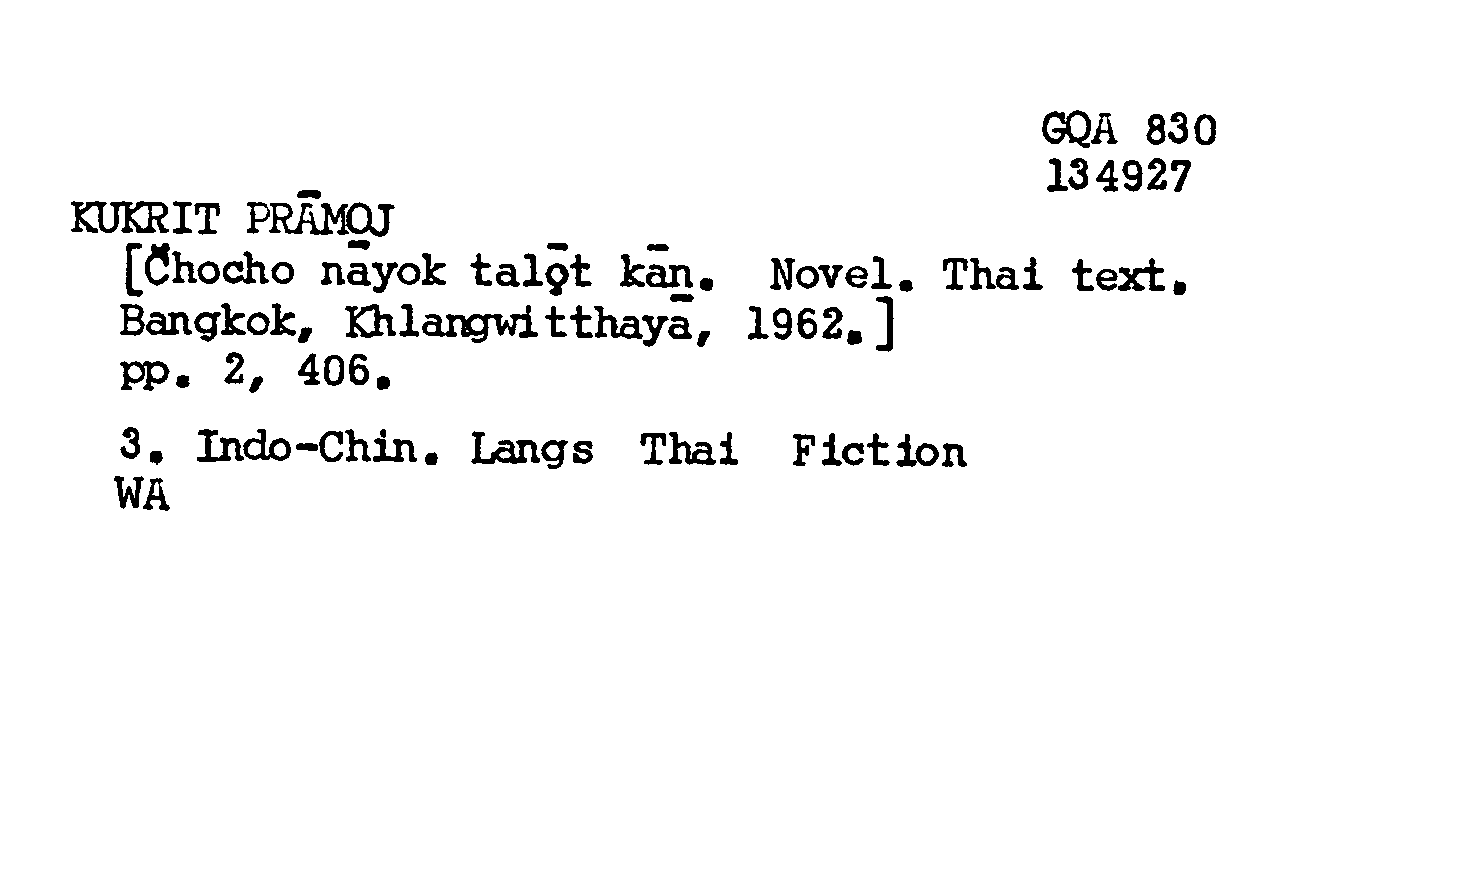 GQA 830
134927
KUKRIT PRĀMOJ
[Čhocho nāyok talǭt kān. Novel. Thai text.
Bangkok, Khlangwitthayā, 1962.]
pp. 2, 406.
3. Indo-Chin. Langs Thai Fiction
WA